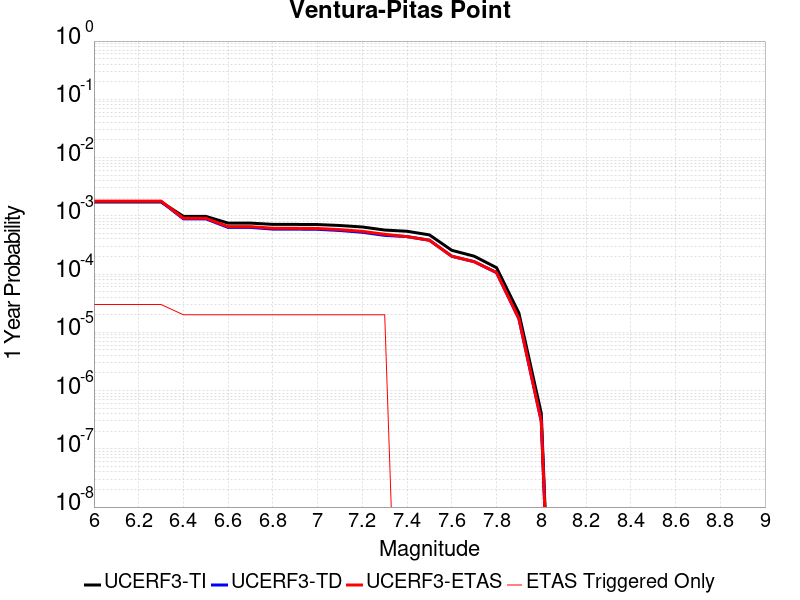 Ventura-Pitas Point
10^0
10^-1
10^-2
10^-3
10^-4
10^-5
10^-6
10^-7
10^-8
1 Year Probability
6 6.2 6.4 6.6 6.8 7 7.2 7.4 7.6 7.8 8 8.2 8.4 8.6 8.8 9
Magnitude
UCERF3-TI UCERF3-TD UCERF3-ETAS ETAS Triggered Only